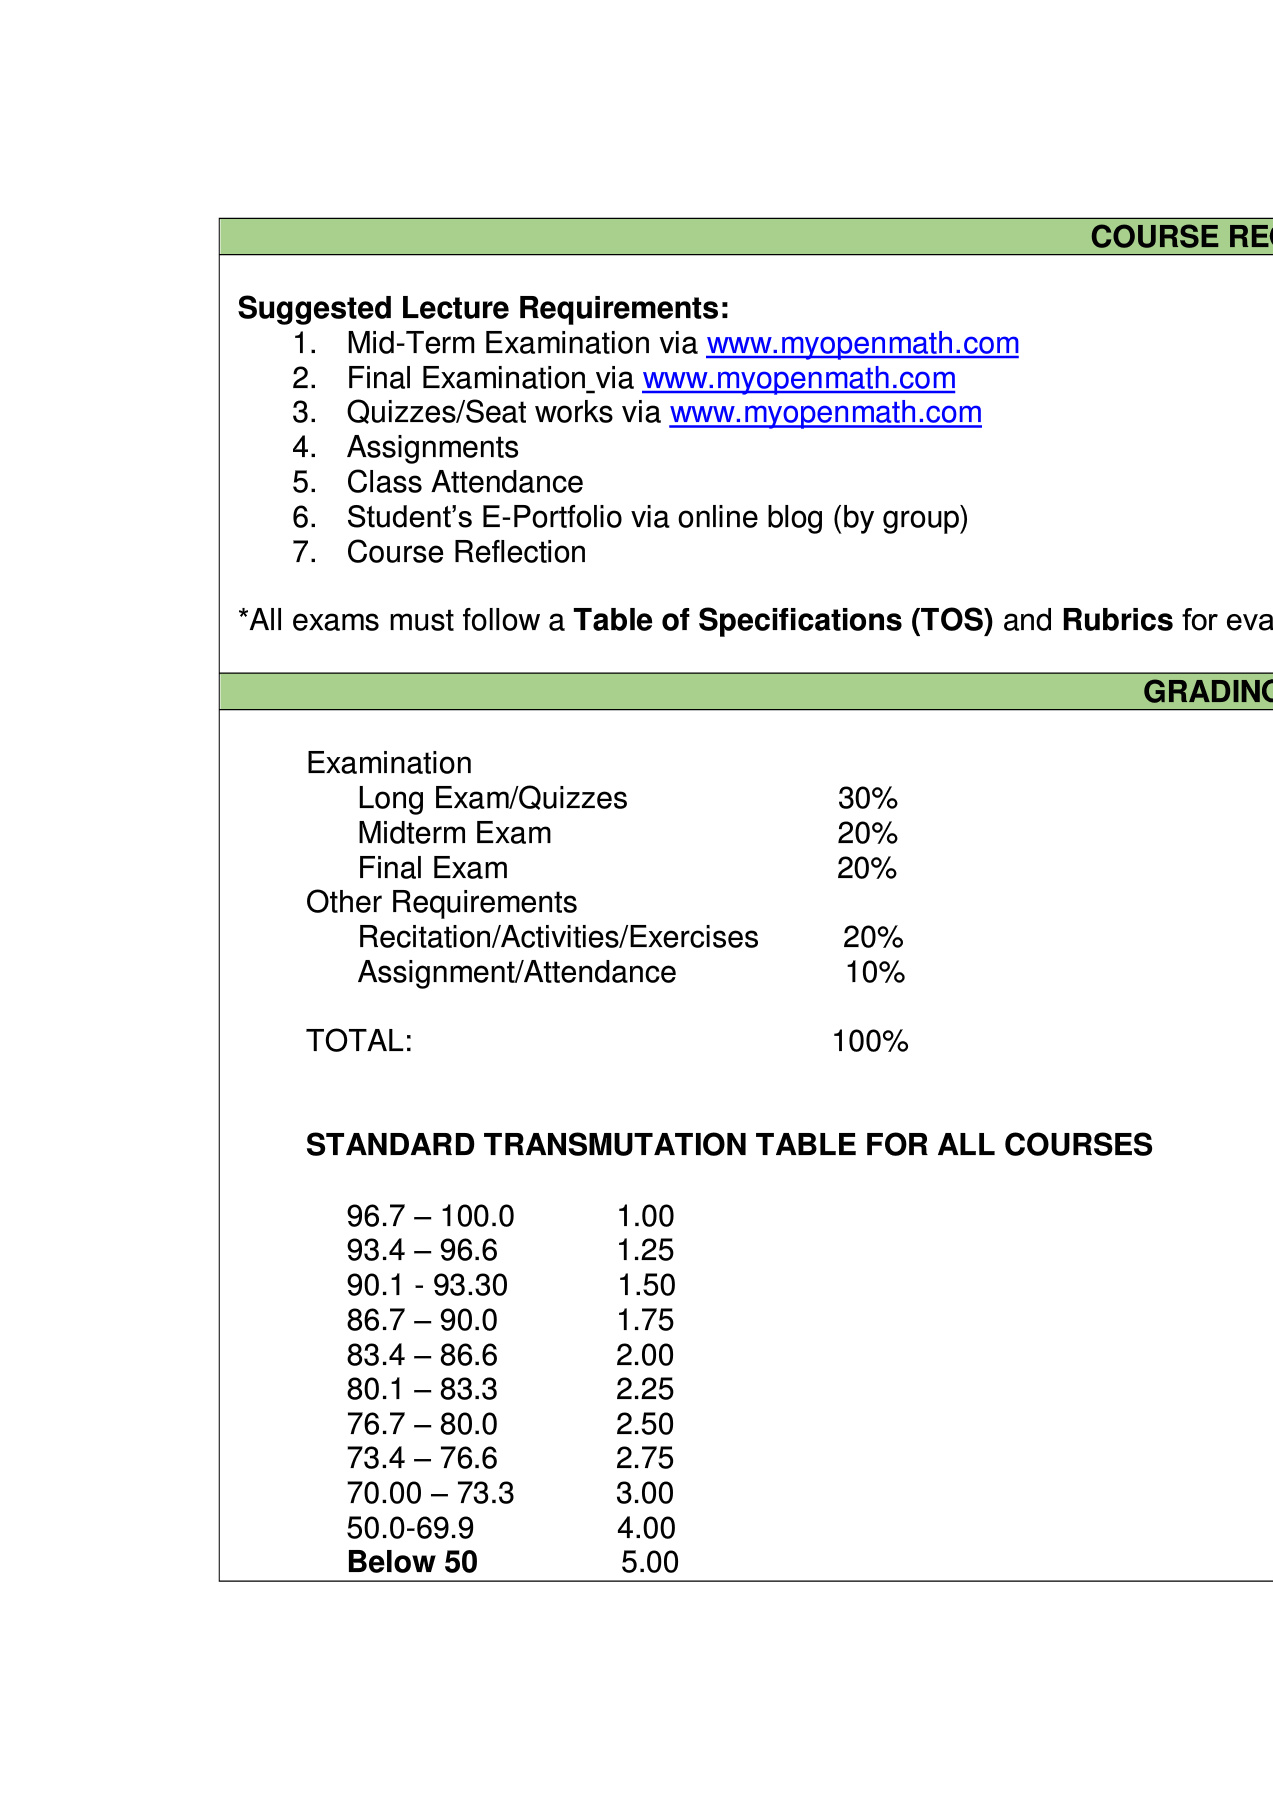 COURSE RE
Suggested Lecture Requirements:
1. Mid-Term Examination via www.myopenmath.com
2. Final Examination via www.myopenmath.com
3. Quizzes/Seat works via www.myopenmath.com
4. Assignments
5. Class Attendance
6. Student’s E-Portfolio via online blog (by group)
7. Course Reflection
*All exams must follow a Table of Specifications (TOS) and Rubrics for eva
GRADING
Examination
Long Exam/Quizzes 30%
Midterm Exam 20%
Final Exam 20%
Other Requirements
Recitation/Activities/Exercises 20%
Assignment/Attendance 10%
TOTAL: 100%
STANDARD TRANSMUTATION TABLE FOR ALL COURSES
96.7 – 100.0 1.00
93.4 – 96.6 1.25
90.1 - 93.30 1.50
86.7 – 90.0 1.75
83.4 – 86.6 2.00
80.1 – 83.3 2.25
76.7 – 80.0 2.50
73.4 – 76.6 2.75
70.00 – 73.3 3.00
50.0-69.9 4.00
Below 50 5.00